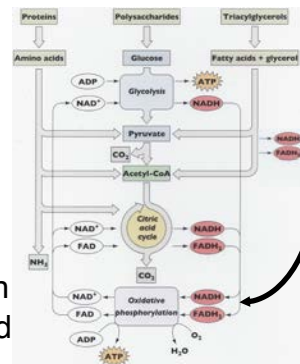 Proteins Polysaccharides Triacylglycerols
Amino acids Glucose Fatty acids + glycerol
ADP ATP
Glycolysis
NAD+ NADH
Pyruvate NADH
CO2 FADH2
Acetyl-CoA
NAD+ Citric acid cycle NADH
FAD FADH2
NH3 CO2
NAD+ Oxidative phosphorylation NADH
FAD FADH2
ADP O2
ATP H2O
n
d